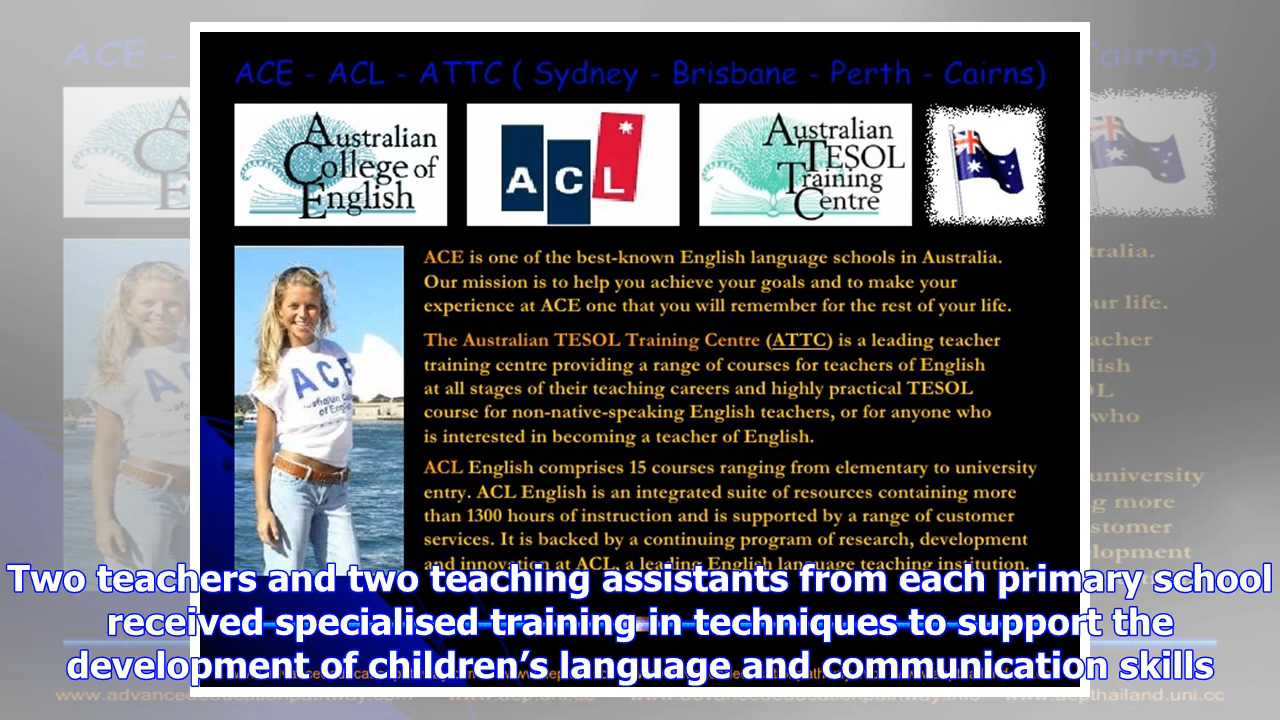 ACE - ACL - ATTC ( Sydney - Brisbane - Perth - Cairns)
Australian
College of
English
ACL
Australian
TESOL
Training
Centre
ACE is one of the best-known English language schools in Australia.
Our mission is to help you achieve your goals and to make your
experience at ACE one that you will remember for the rest of your life.
The Australian TESOL Training Centre (ATTC) is a leading teacher
training centre providing a range of courses for teachers of English
at all stages of their teaching careers and highly practical TESOL
course for non-native-speaking English teachers, or for anyone who
is interested in becoming a teacher of English.
ACL English comprises 15 courses ranging from elementary to university
entry. ACL English is an integrated suite of resources containing more
than 1300 hours of instruction and is supported by a range of customer
services. It is backed by a continuing program of research, development
and innovation at ACL, a leading English language teaching institution.
ACE
Two teachers and two teaching assistants from each primary school
received specialised training in techniques to support the
development of children’s language and communication skills